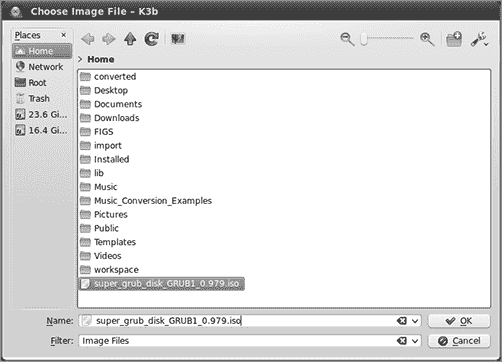 Choose Image File – K3b
Places
Home
Network
Root
Trash
23.6 Gi...
16.4 Gi...
> Home
converted
Desktop
Documents
Downloads
FIGS
import
Installed
lib
Music
Music_Conversion_Examples
Pictures
Public
Templates
Videos
workspace
super_grub_disk_GRUB1_0.979.iso
Name: super_grub_disk_GRUB1_0.979.iso OK
Filter: Image Files Cancel